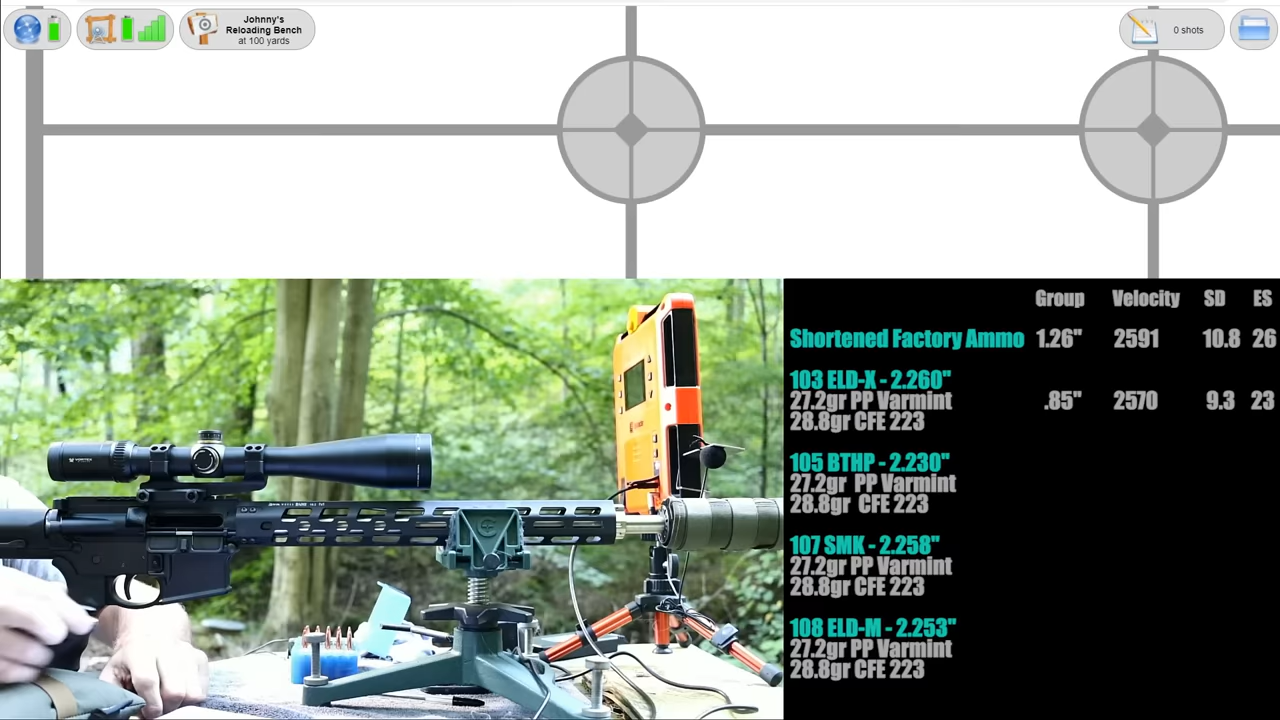 Johnny's
Reloading Bench
at 100 yards
0 shots
Group Velocity SD ES
Shortened Factory Ammo 1.26" 2591 10.8 26
103 ELD-X - 2.260"
27.2gr PP Varmint .85" 2570 9.3 23
28.8gr CFE 223
105 BTHP - 2.230"
27.2gr PP Varmint
28.8gr CFE 223
107 SMK - 2.258"
27.2gr PP Varmint
28.8gr CFE 223
108 ELD-M - 2.253"
27.2gr PP Varmint
28.8gr CFE 223